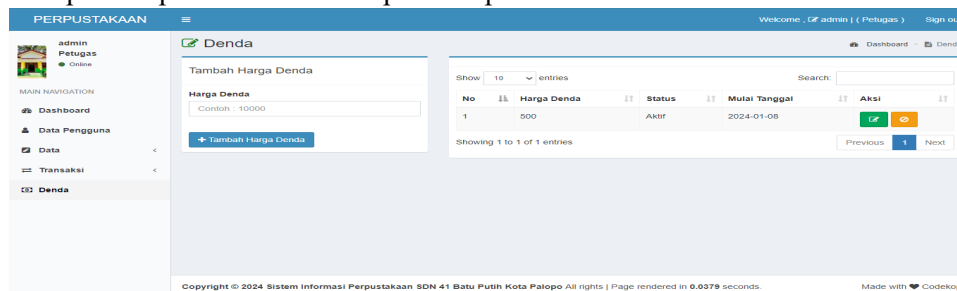 PERPUSTAKAAN
Welcome , admin | ( Petugas ) Sign ou
admin
Petugas
Online
Denda
Dashboard Dend
MAIN NAVIGATION
Dashboard
Data Pengguna
Data
Transaksi
Denda
Tambah Harga Denda
Harga Denda
Contoh : 10000
+ Tambah Harga Denda
Show 10 entries Search:
No Harga Denda Status Mulai Tanggal Aksi
1 500 Aktif 2024-01-08
Showing 1 to 1 of 1 entries Previous 1 Next
Copyright © 2024 Sistem Informasi Perpustakaan SDN 41 Batu Putih Kota Palopo All rights | Page rendered in 0.0379 seconds. Made with ❤ Codeko